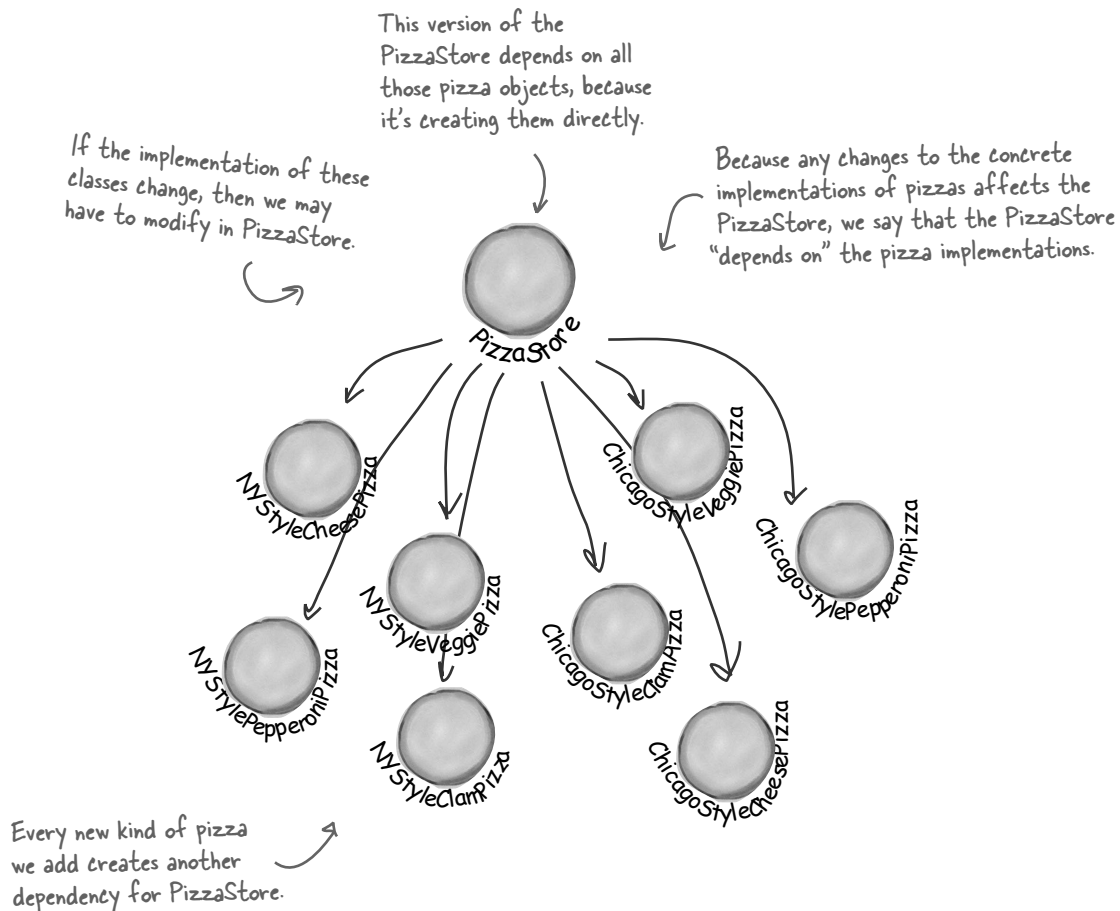 This version of the
PizzaStore depends on all
those pizza objects, because
it's creating them directly.
If the implementation of these
classes change, then we may
have to modify in PizzaStore.
Because any changes to the concrete
implementations of pizzas affects the
PizzaStore, we say that the PizzaStore
“depends on” the pizza implementations.
PizzaStore
NYStyleCheesePizza
ChicagoStyleVeggiePizza
NYStyleVeggiePizza
ChicagoStylePepperoniPizza
NYStylePepperoniPizza
ChicagoStyleClamPizza
NYStyleClamPizza
ChicagoStyleCheesePizza
Every new kind of pizza
we add creates another
dependency for PizzaStore.